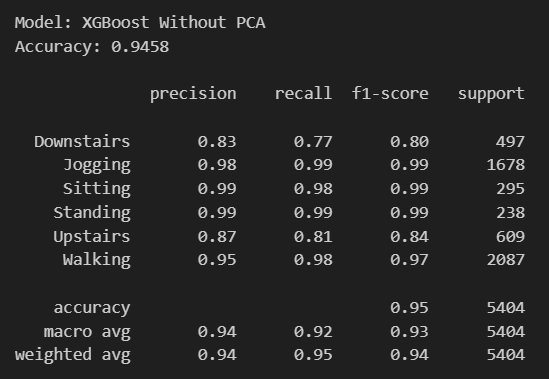 Model: XGBoost Without PCA
Accuracy: 0.9458
precision recall f1-score support
Downstairs 0.83 0.77 0.80 497
Jogging 0.98 0.99 0.99 1678
Sitting 0.99 0.98 0.99 295
Standing 0.99 0.99 0.99 238
Upstairs 0.87 0.81 0.84 609
Walking 0.95 0.98 0.97 2087
accuracy 0.95 5404
macro avg 0.94 0.92 0.93 5404
weighted avg 0.94 0.95 0.94 5404